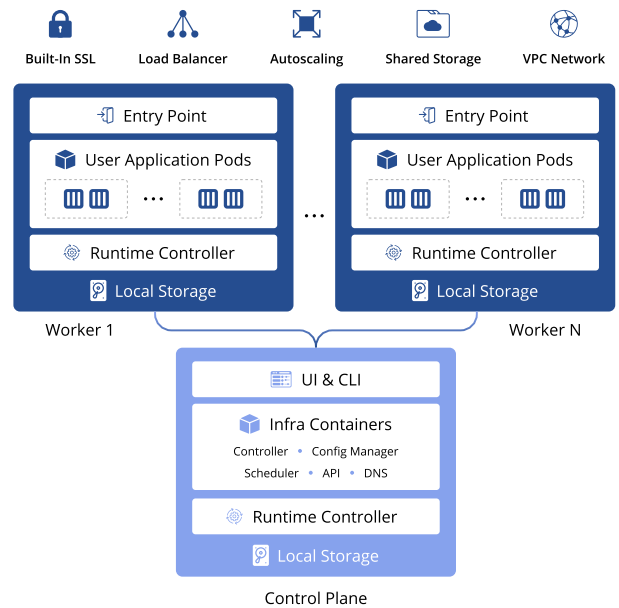 Built-In SSL
Load Balancer
Autoscaling
Shared Storage
VPC Network
Entry Point
User Application Pods
...
...
Runtime Controller
Local Storage
Worker 1
Entry Point
User Application Pods
...
Runtime Controller
Local Storage
Worker N
UI & CLI
Infra Containers
Controller • Config Manager
Scheduler • API • DNS
Runtime Controller
Local Storage
Control Plane